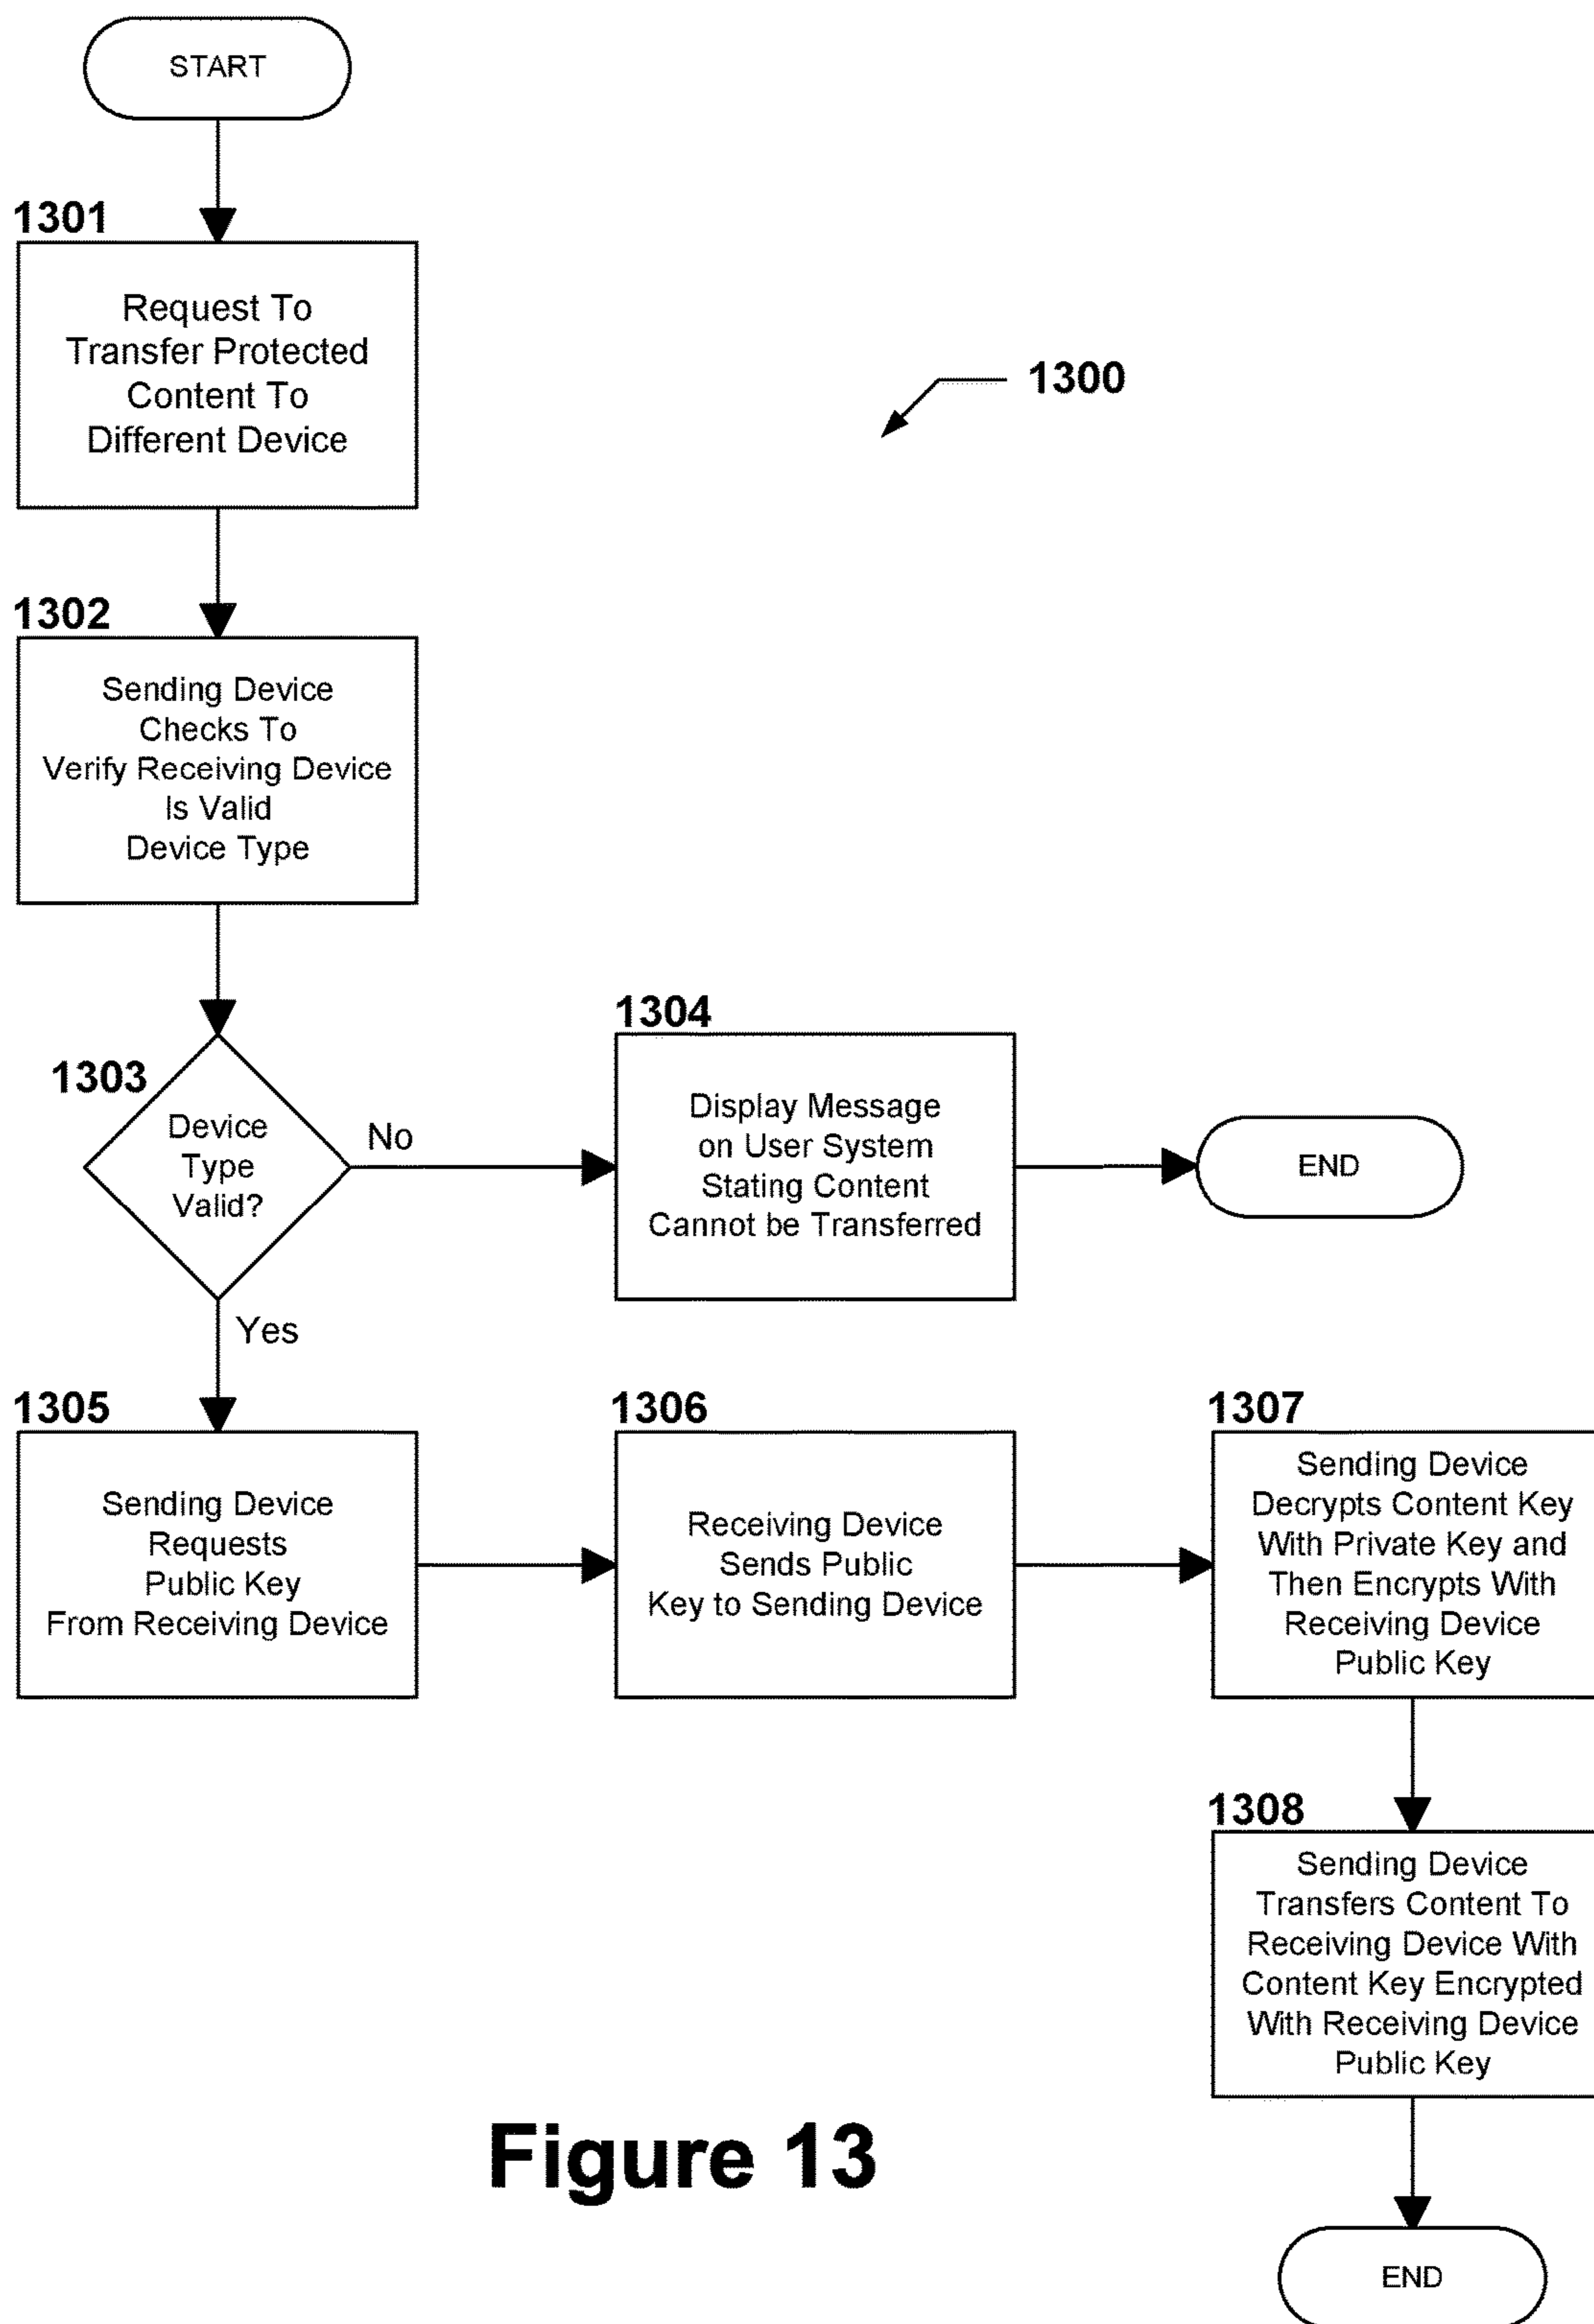 START
1301
Request To
Transfer Protected
Content To
Different Device
1300
1302
Sending Device
Checks To
Verify Receiving Device
Is Valid
Device Type
1303
Device
Type
Valid?
No
1304
Display Message
on User System
Stating Content
Cannot be Transferred
END
Yes
1305
Sending Device
Requests
Public Key
From Receiving Device
1306
Receiving Device
Sends Public
Key to Sending Device
1307
Sending Device
Decrypts Content Key
With Private Key and
Then Encrypts With
Receiving Device
Public Key
1308
Sending Device
Transfers Content To
Receiving Device With
Content Key Encrypted
With Receiving Device
Public Key
END
Figure 13